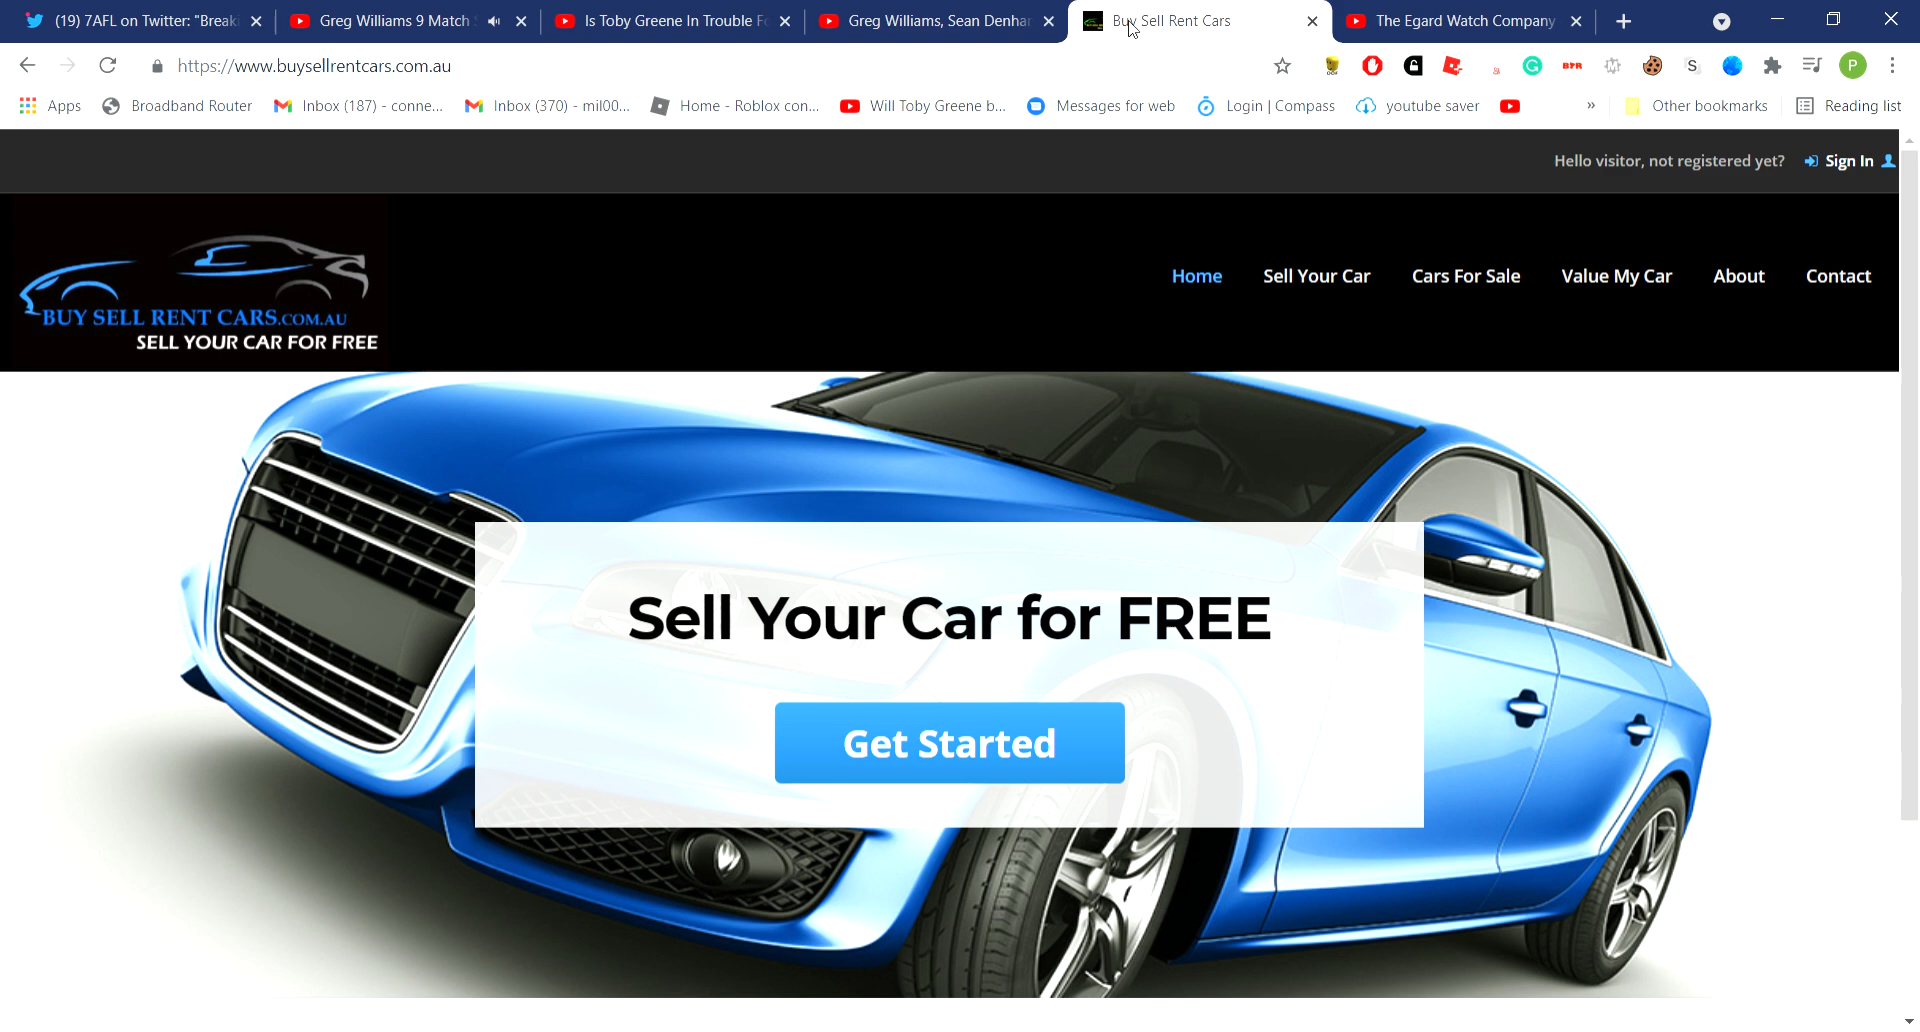 (19) 7AFL on Twitter: "Breaki
Greg Williams 9 Match
Is Toby Greene In Trouble Fo
Greg Williams, Sean Denhar
Buy Sell Rent Cars
The Egard Watch Company
https://www.buysellrentcars.com.au
P
Apps
Broadband Router
Inbox (187) - conne...
Inbox (370) - mil00...
Home - Roblox con...
Will Toby Greene b...
Messages for web
Login | Compass
youtube saver
»
Other bookmarks
Reading list
Hello visitor, not registered yet?
Sign In
BUY SELL RENT CARS.COM.AU
SELL YOUR CAR FOR FREE
Home
Sell Your Car
Cars For Sale
Value My Car
About
Contact
Sell Your Car for FREE
Get Started